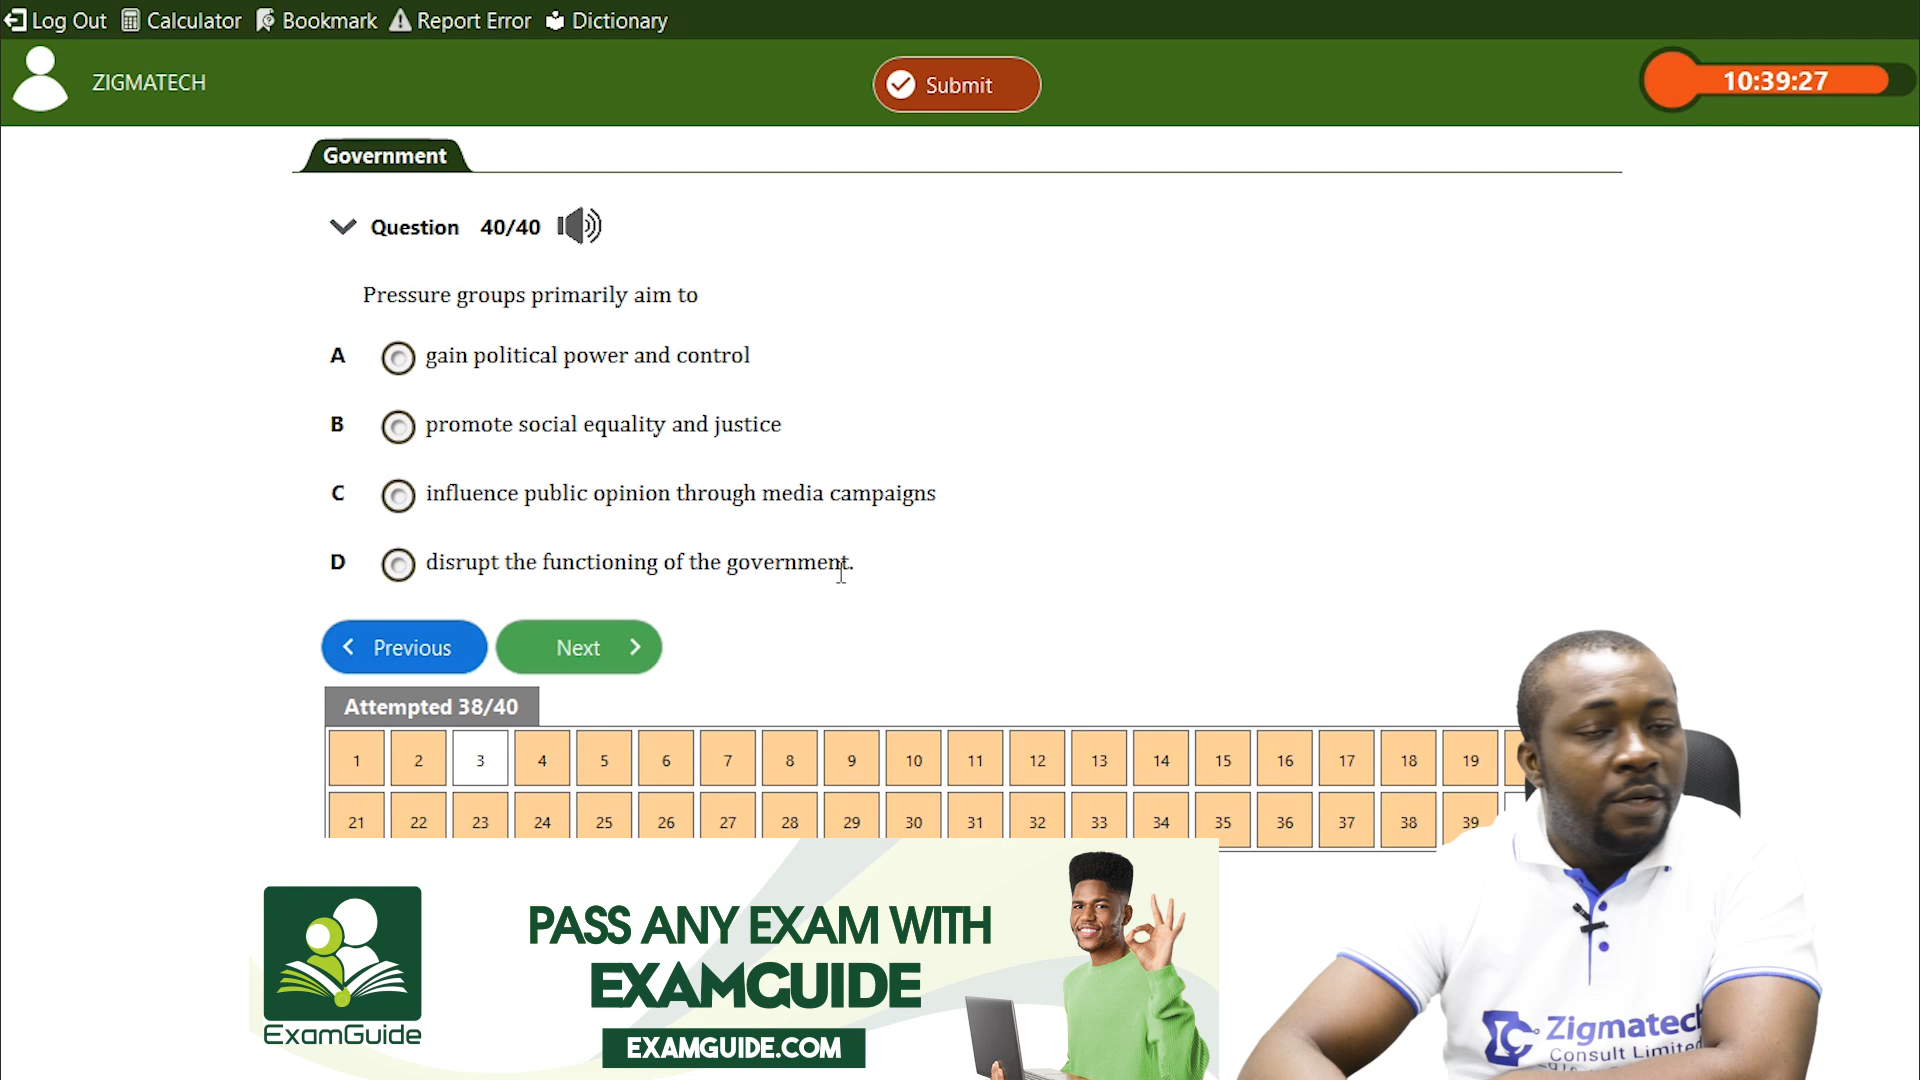 Log Out Calculator Bookmark Report Error Dictionary
ZIGMATECH
Submit
10:39:27
Government
Question 40/40
Pressure groups primarily aim to
A gain political power and control
B promote social equality and justice
C influence public opinion through media campaigns
D disrupt the functioning of the government.
Previous Next
Attempted 38/40
1 2 3 4 5 6 7 8 9 10 11 12 13 14 15 16 17 18 19
21 22 23 24 25 26 27 28 29 30 31 32 33 34 35 36 37 38 39
PASS ANY EXAM WITH
EXAMGUIDE
EXAMGUIDE.COM
ExamGuide
Zigmatech
Consult Limited